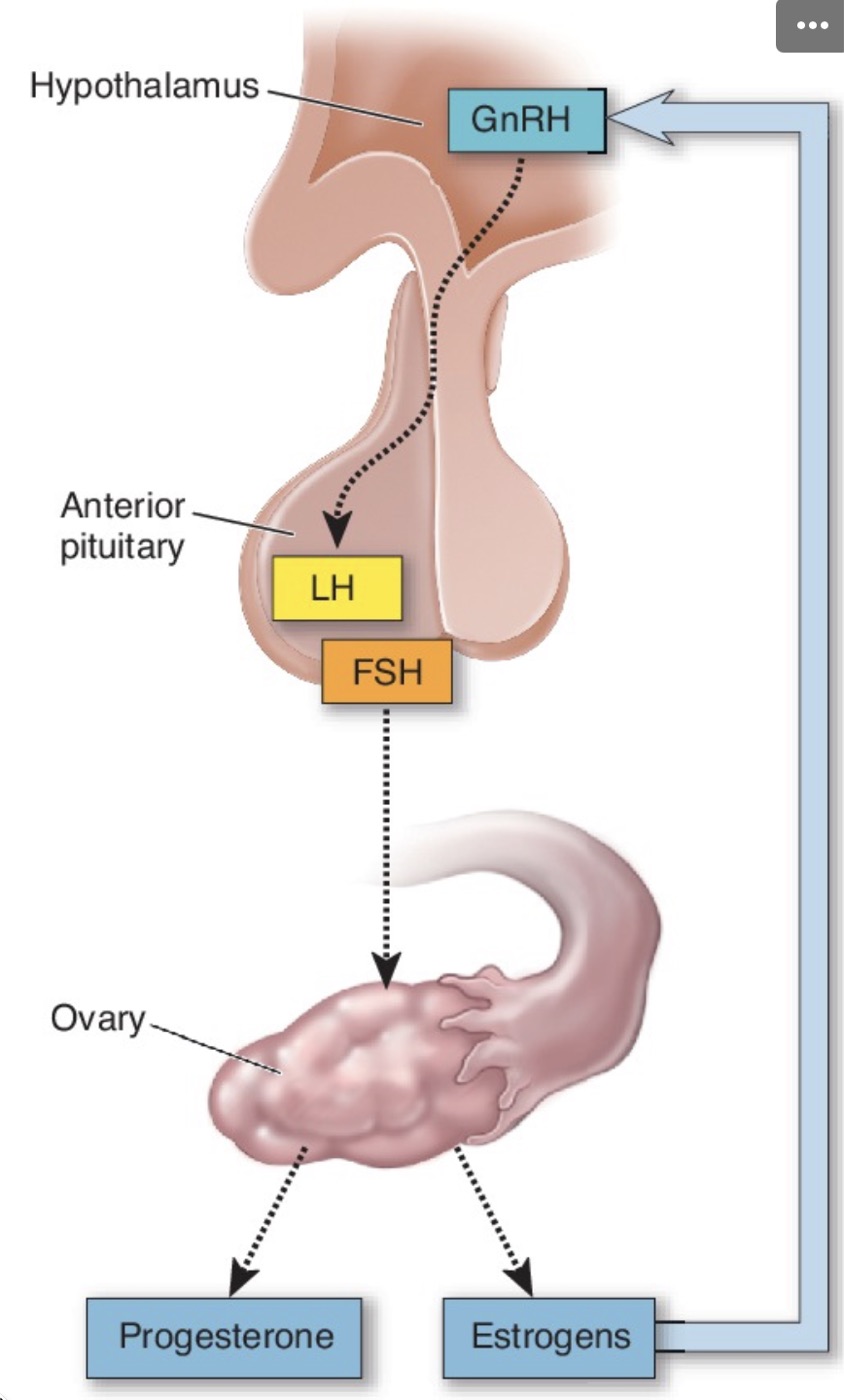 Hypothalamus
GnRH
Anterior
pituitary
LH
FSH
Ovary
Progesterone
Estrogens